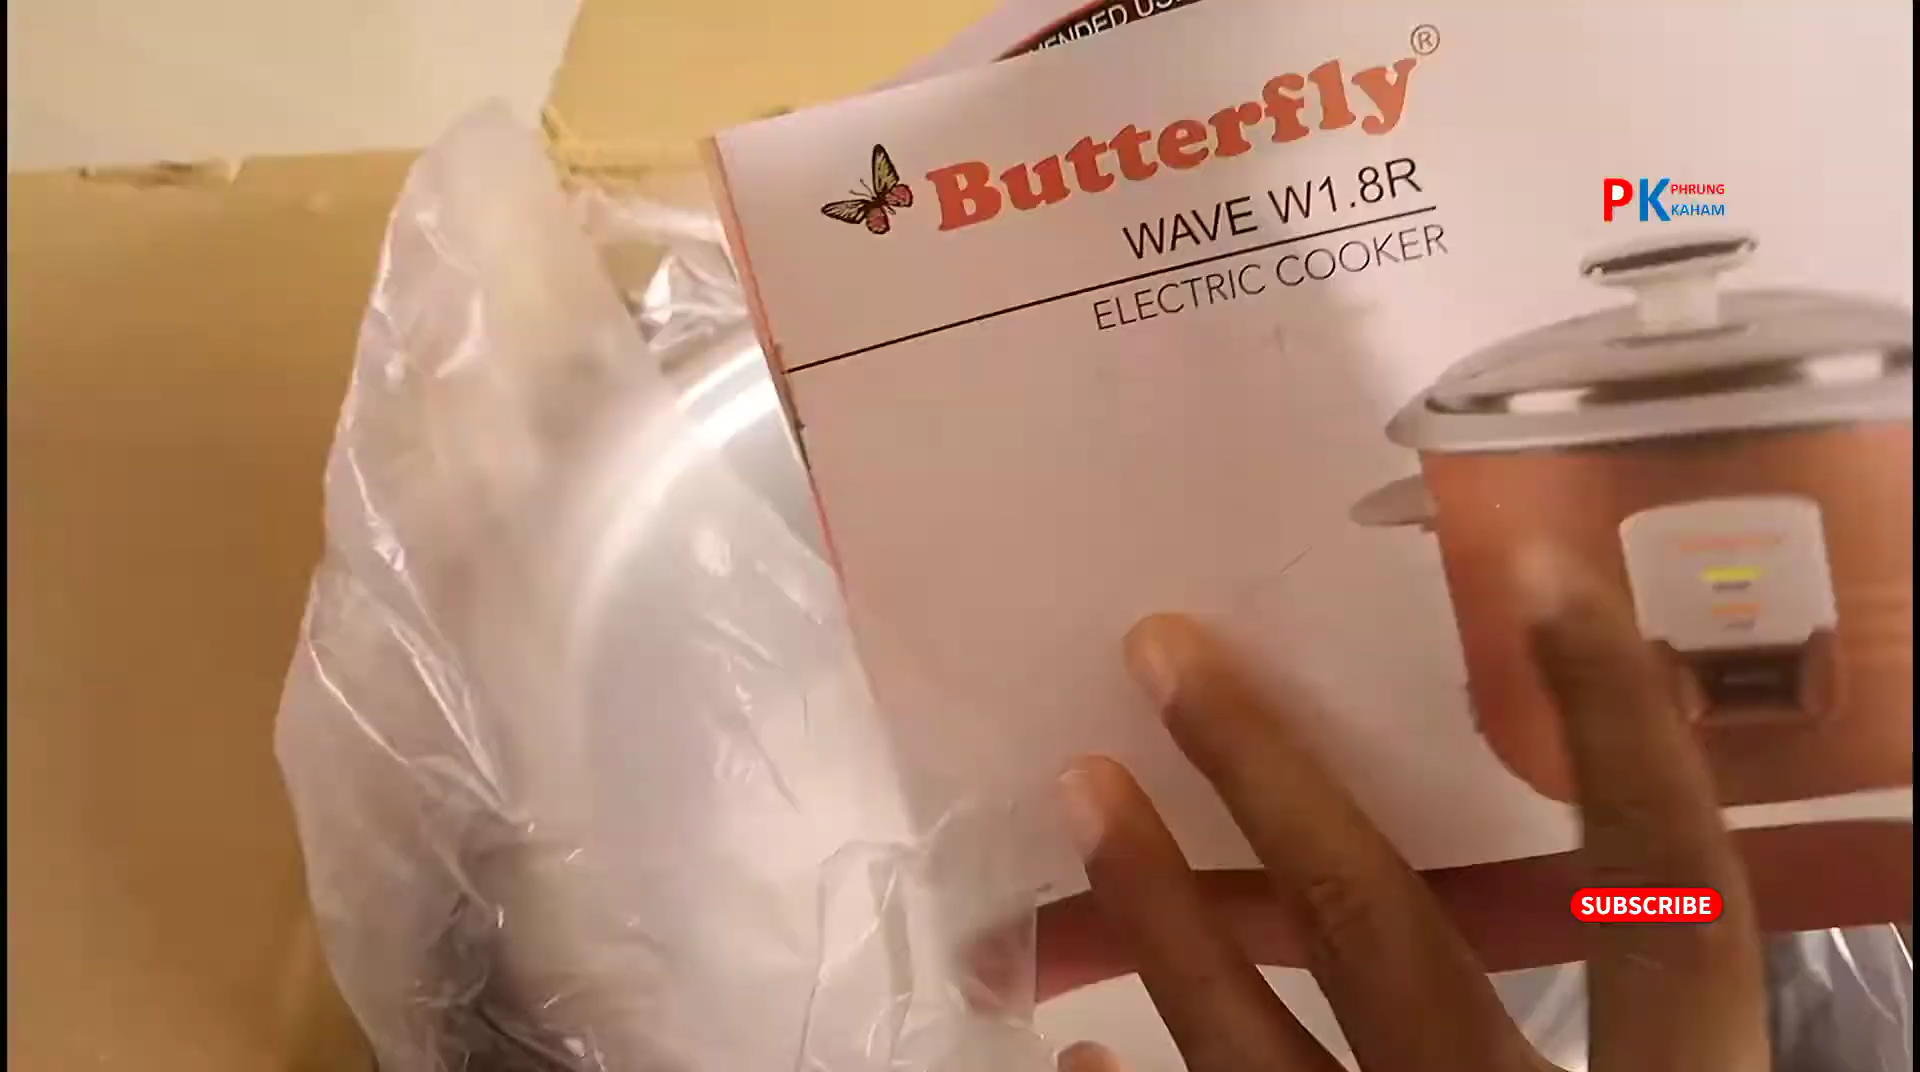 Butterfly®
WAVE W1.8R
ELECTRIC COOKER
PK PHRUNG
KAHAM
SUBSCRIBE